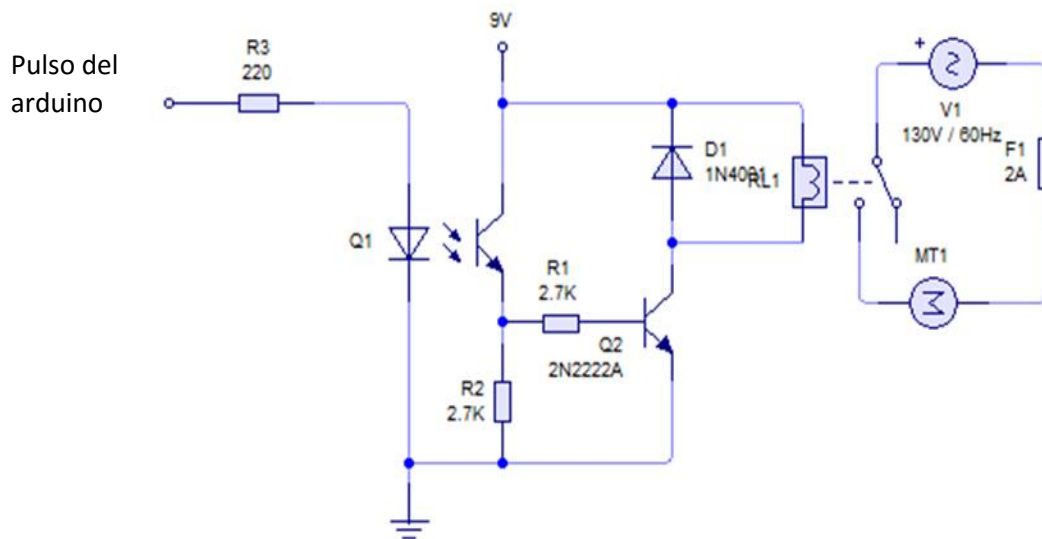 Pulso del
arduino
R3
220
9V
Q1
R1
2.7K
R2
2.7K
Q2
2N2222A
D1
RL1
V1
130V / 60Hz
F1
2A
MT1